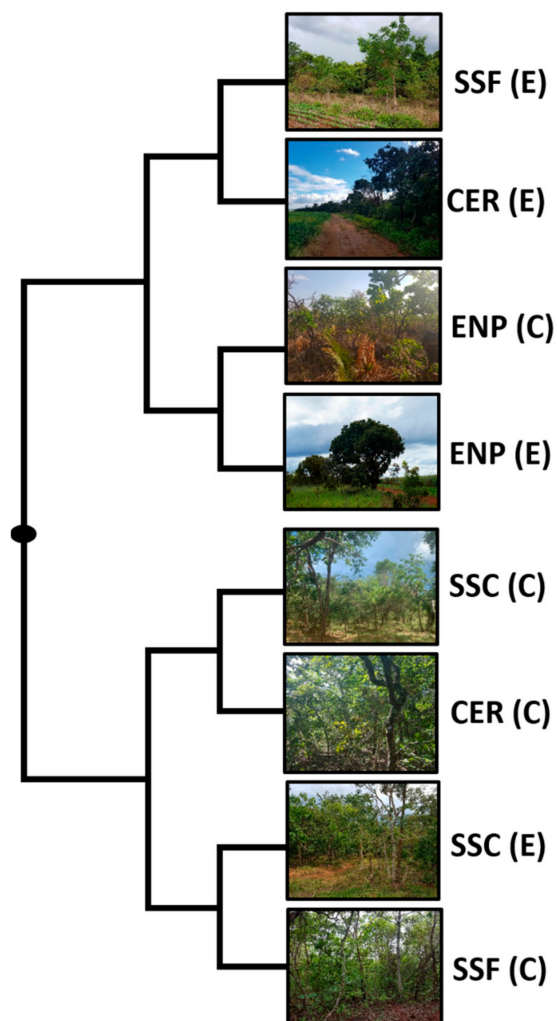 SSF (E)
CER (E)
ENP (C)
ENP (E)
SSC (C)
CER (C)
SSC (E)
SSF (C)